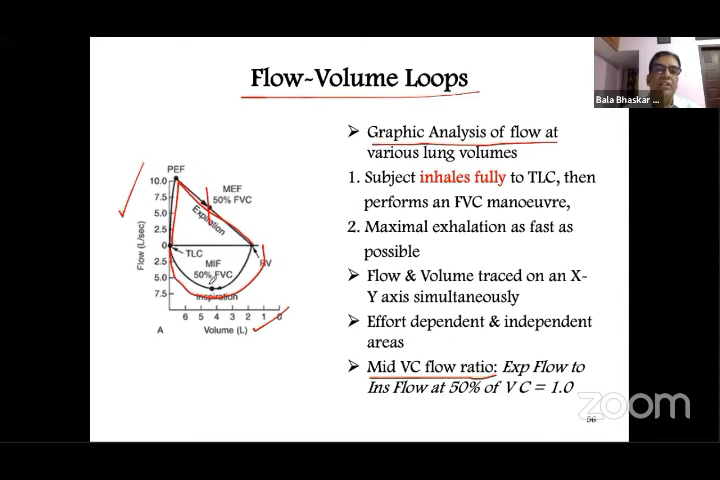 Flow-Volume Loops
Bala Bhaskar ...
➢ Graphic Analysis of flow at
various lung volumes
1. Subject inhales fully to TLC, then
performs an FVC manoeuvre,
2. Maximal exhalation as fast as
possible
➢ Flow & Volume traced on an X-
Y axis simultaneously
➢ Effort dependent & independent
areas
➢ Mid VC flow ratio: Exp Flow to
Ins Flow at 50% of V C = 1.0
PEF
10.0
7.5
5.0
2.5
0
2.5
5.0
7.5
Flow (L/sec)
MEF
50% FVC
Expiration
TLC
RV
MIF
50% FVC
Inspiration
6 5 4 3 2 1 0
A
Volume (L)
zoom
56